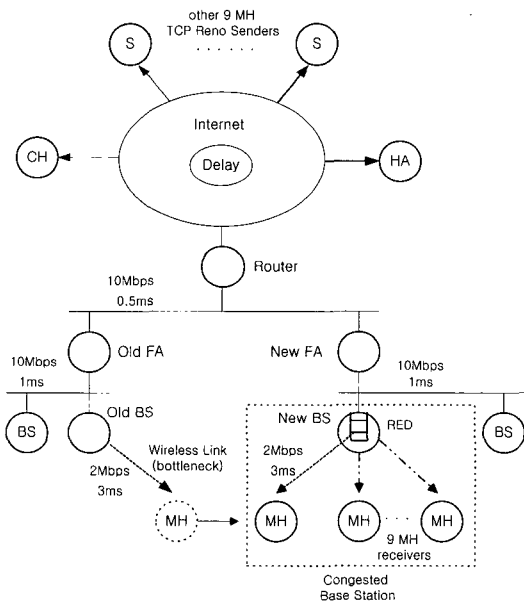 other 9 MH
TCP Reno Senders
. . . . . .
S
S
Internet
Delay
CH
HA
Router
10Mbps
0.5ms
Old FA
New FA
10Mbps
1ms
10Mbps
1ms
BS
Old BS
New BS
RED
BS
Wireless Link
(bottleneck)
2Mbps
3ms
2Mbps
3ms
MH
MH
MH
. . . .
MH
9 MH
receivers
Congested
Base Station